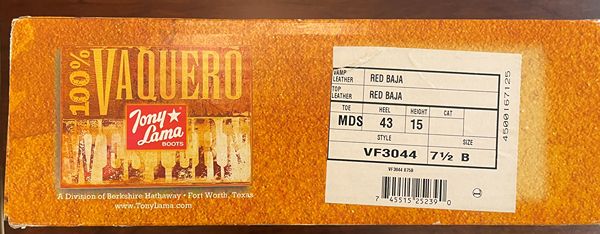 100% VAQUERO
Tony Lama
BOOTS
A Division of Berkshire Hathaway • Fort Worth, Texas
www.TonyLama.com
VAMP LEATHER RED BAJA
TOP LEATHER RED BAJA
TOE HEEL HEIGHT CAT
MDS 43 15
STYLE SIZE
VF3044 7½ B
VF3044 075B
7 45515 25239 0
4500167125